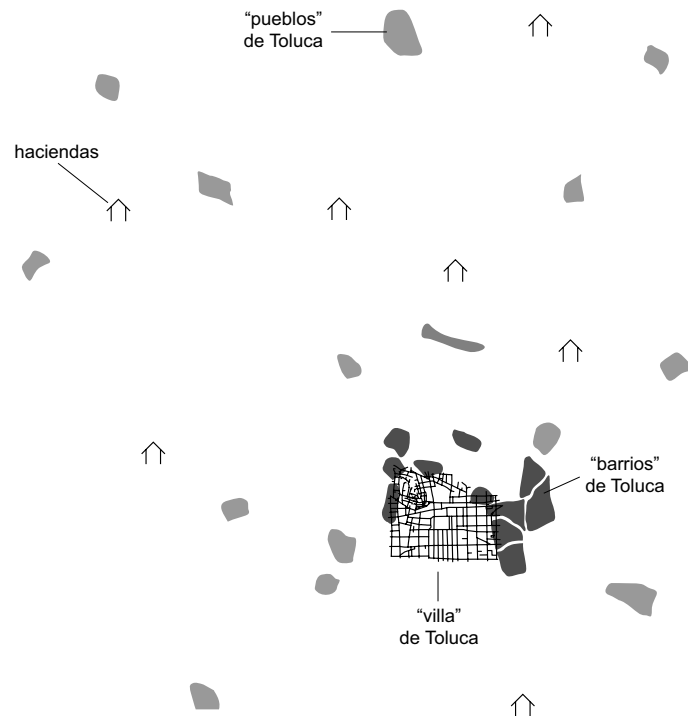 “pueblos”
de Toluca
haciendas
“barrios”
de Toluca
“villa”
de Toluca